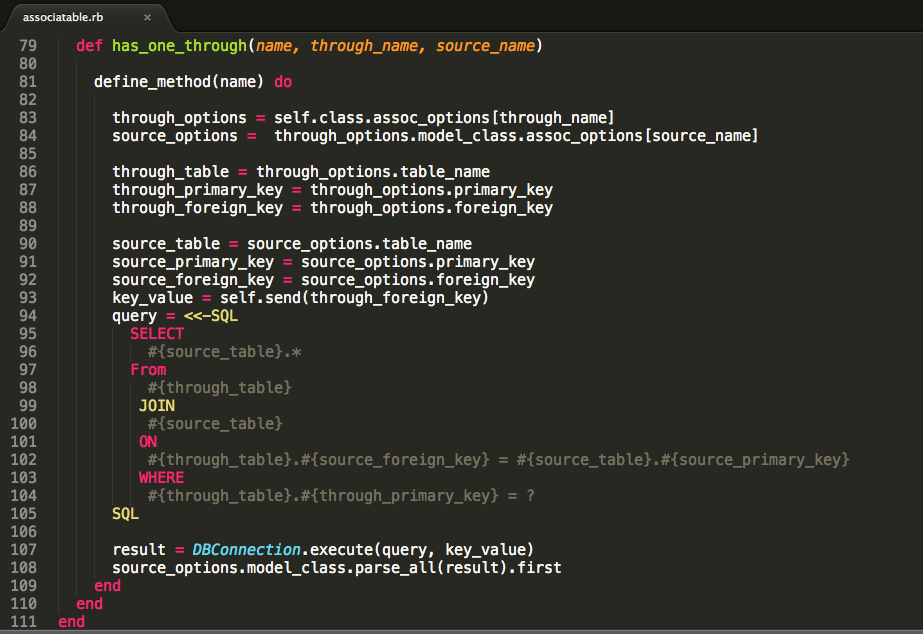 associatable.rb ×
79 def has_one_through(name, through_name, source_name)
80
81 define_method(name) do
82
83 through_options = self.class.assoc_options[through_name]
84 source_options =  through_options.model_class.assoc_options[source_name]
85
86 through_table = through_options.table_name
87 through_primary_key = through_options.primary_key
88 through_foreign_key = through_options.foreign_key
89
90 source_table = source_options.table_name
91 source_primary_key = source_options.primary_key
92 source_foreign_key = source_options.foreign_key
93 key_value = self.send(through_foreign_key)
94 query = <<-SQL
95 SELECT
96 #{source_table}.*
97 From
98 #{through_table}
99 JOIN
100 #{source_table}
101 ON
102 #{through_table}.#{source_foreign_key} = #{source_table}.#{source_primary_key}
103 WHERE
104 #{through_table}.#{through_primary_key} = ?
105 SQL
106
107 result = DBConnection.execute(query, key_value)
108 source_options.model_class.parse_all(result).first
109 end
110 end
111 end